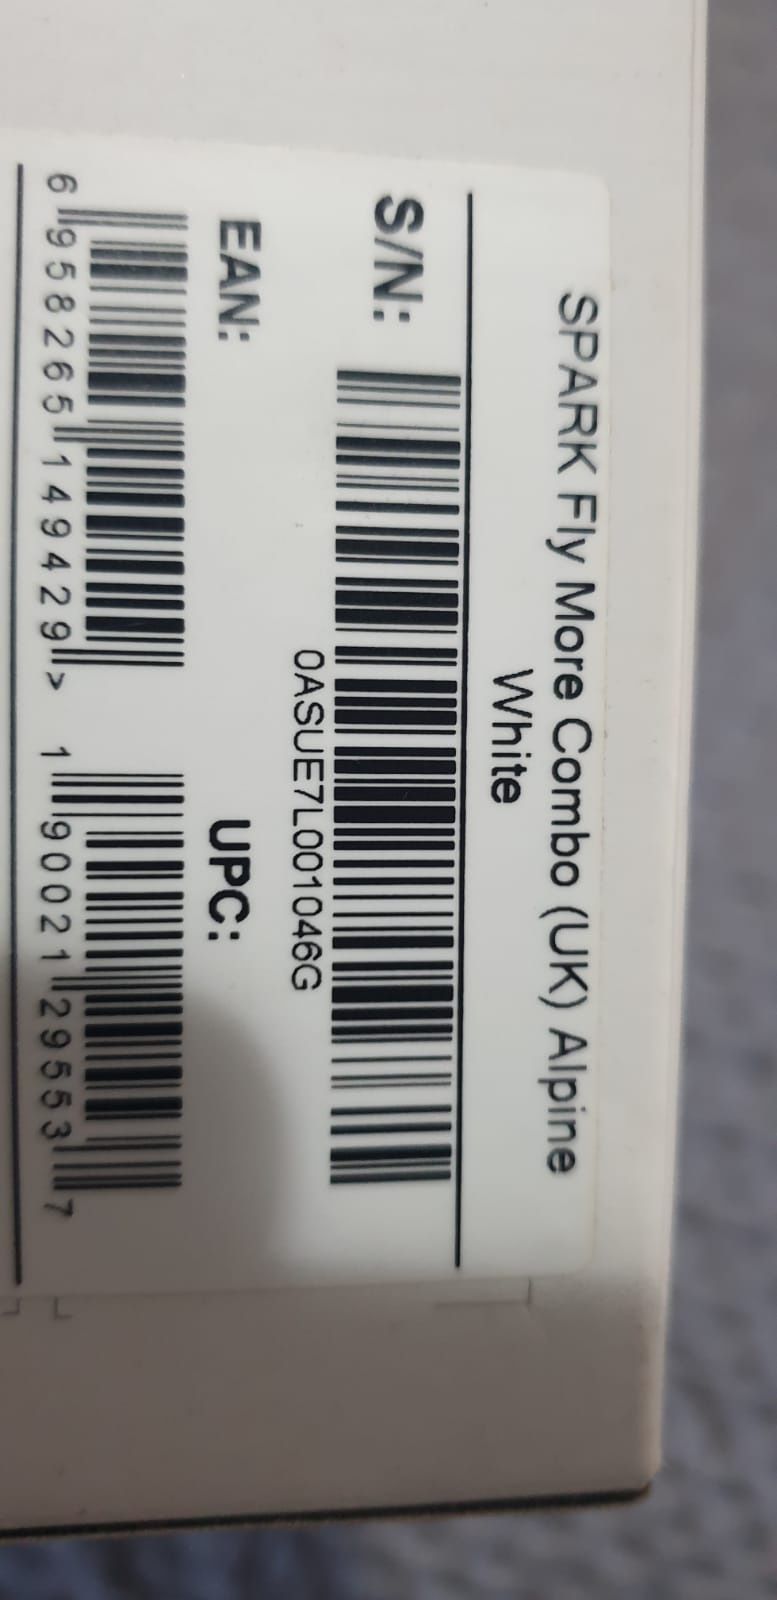 SPARK Fly More Combo (UK) Alpine
White
S/N:
0ASUE7L001046G
EAN:
6 958265 149429 >
UPC:
1 90021 29553 7